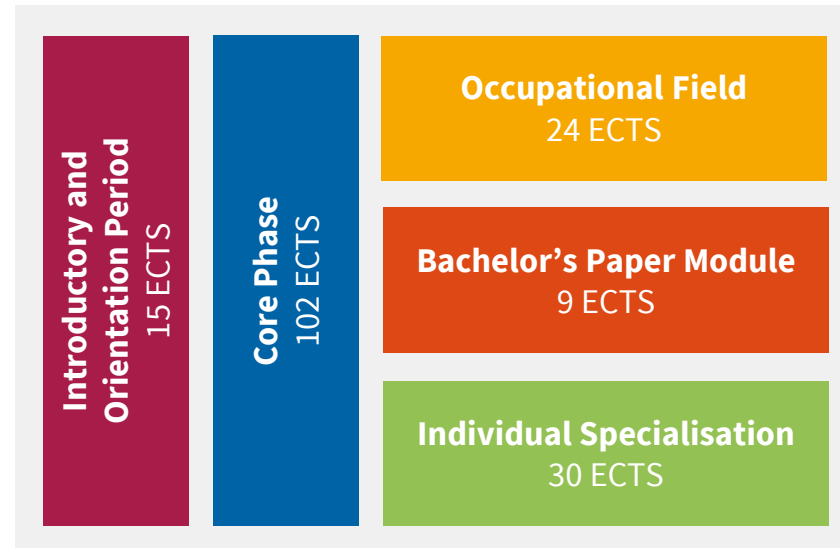 Introductory and
Orientation Period
15 ECTS
Core Phase
102 ECTS
Occupational Field
24 ECTS
Bachelor’s Paper Module
9 ECTS
Individual Specialisation
30 ECTS